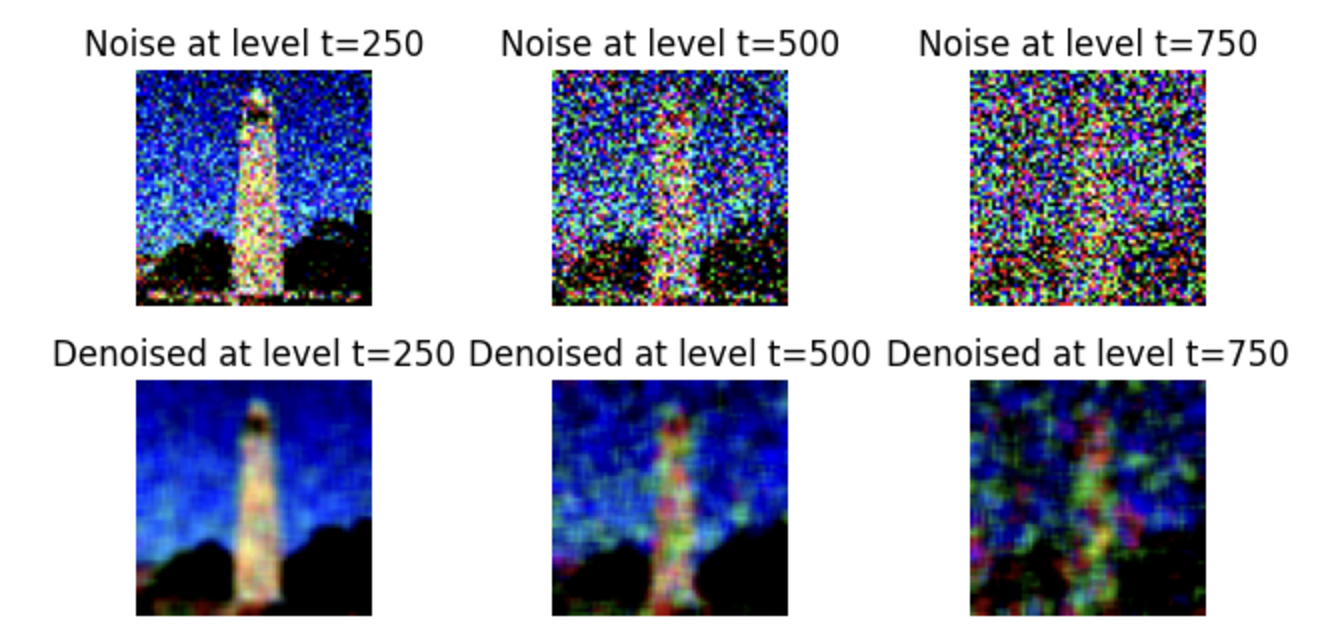 Noise at level t=250
Noise at level t=500
Noise at level t=750
Denoised at level t=250
Denoised at level t=500
Denoised at level t=750